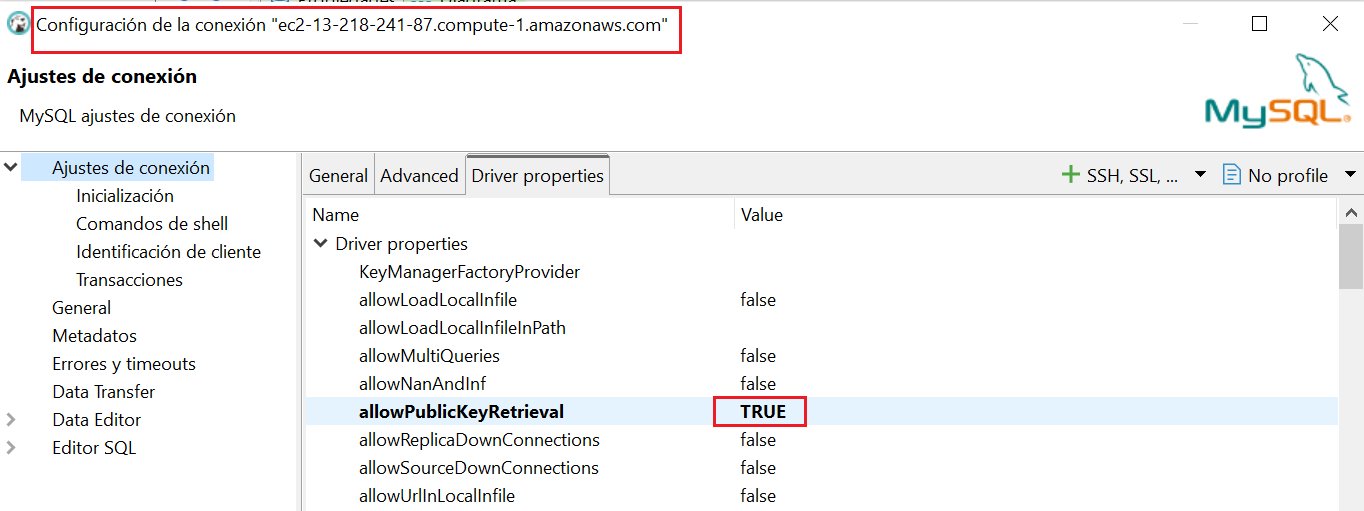 Configuración de la conexión "ec2-13-218-241-87.compute-1.amazonaws.com"
Ajustes de conexión
MySQL ajustes de conexión
MySQL®
Ajustes de conexión
Inicialización
Comandos de shell
Identificación de cliente
Transacciones
General
Metadatos
Errores y timeouts
Data Transfer
Data Editor
Editor SQL
General Advanced Driver properties
SSH, SSL, ... No profile
Name Value
Driver properties
KeyManagerFactoryProvider
allowLoadLocalInfile false
allowLoadLocalInfileInPath
allowMultiQueries false
allowNanAndInf false
allowPublicKeyRetrieval TRUE
allowReplicaDownConnections false
allowSourceDownConnections false
allowUrlInLocalInfile false